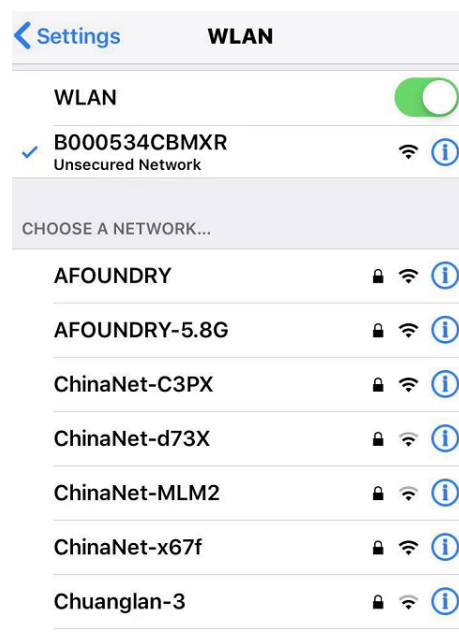 Settings
WLAN
WLAN
B000534CBMXR
Unsecured Network
CHOOSE A NETWORK...
AFOUNDRY
AFOUNDRY-5.8G
ChinaNet-C3PX
ChinaNet-d73X
ChinaNet-MLM2
ChinaNet-x67f
Chuanglan-3